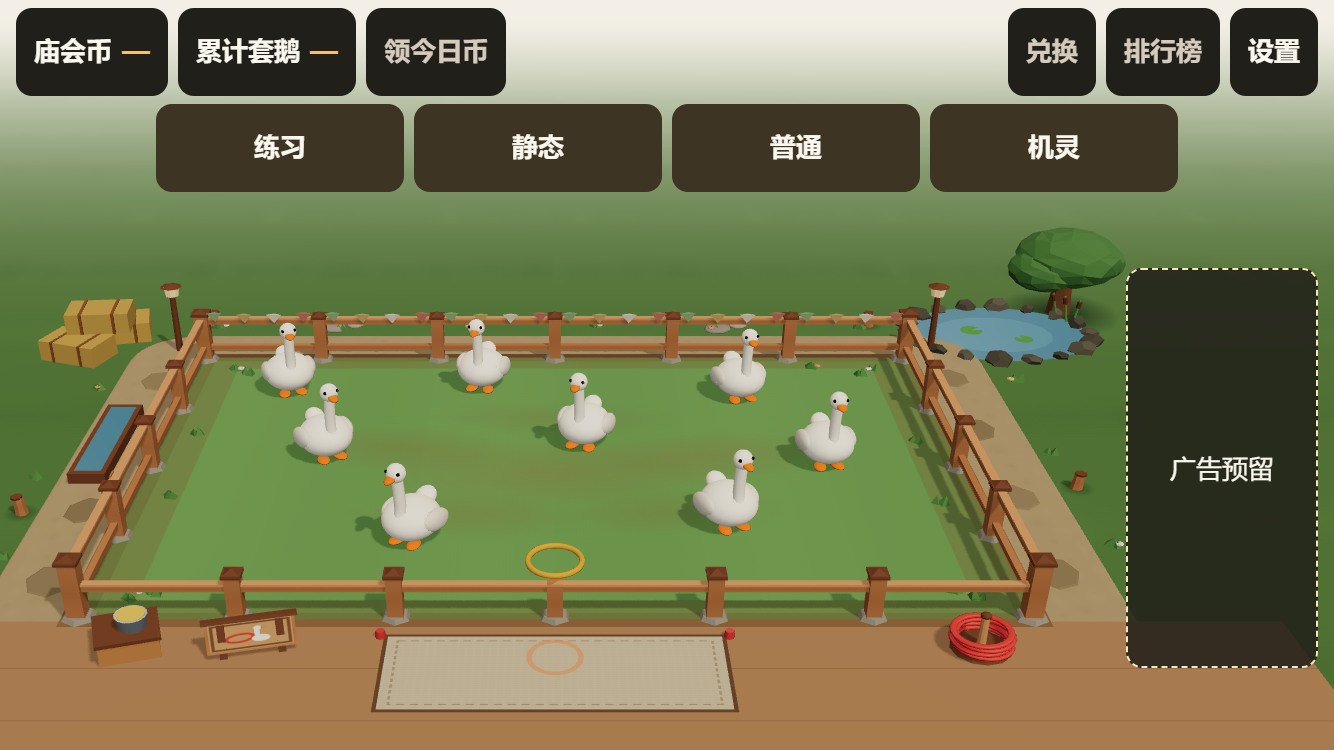 庙会币 —
累计套鹅 —
领今日币
兑换
排行榜
设置
练习
静态
普通
机灵
广告预留